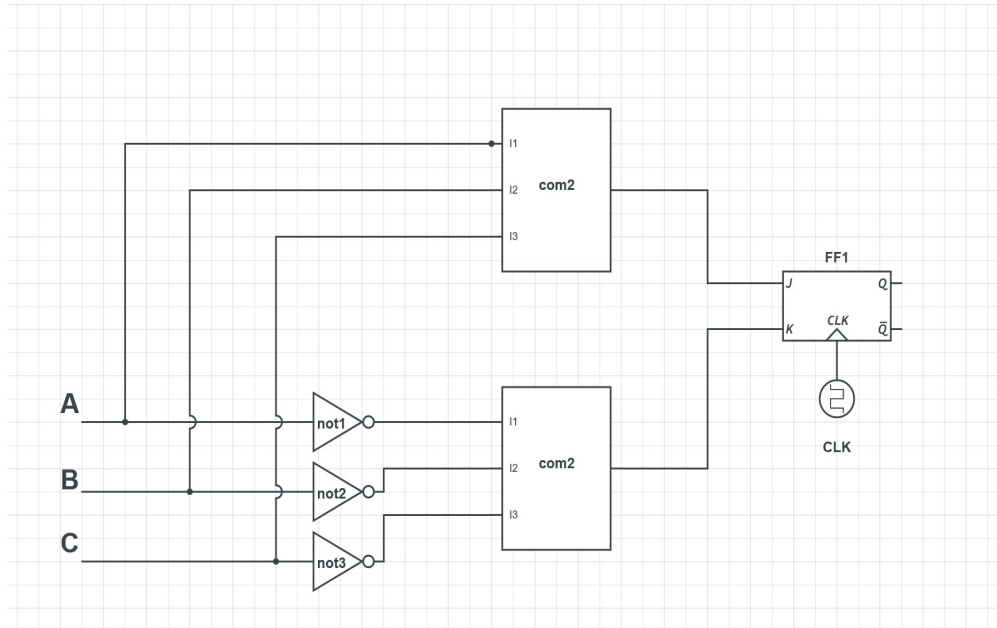 I1
I2
com2
I3
FF1
J
Q
K
CLK
Q̅
A
not1
I1
CLK
B
not2
I2
com2
I3
C
not3